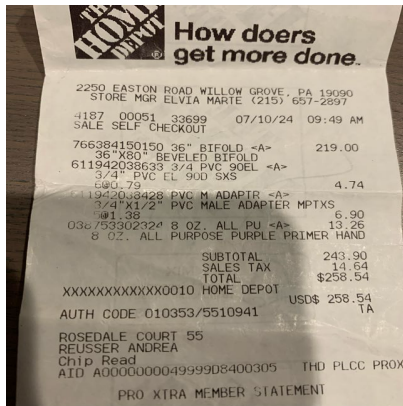 THE
HOME
DEPOT
How doers
get more done.
2250 EASTON ROAD WILLOW GROVE, PA 19090
STORE MGR ELVIA MARTE (215) 657-2897
4187 00051 33699 07/10/24 09:49 AM
SALE SELF CHECKOUT
766384150150 36" BIFOLD <A> 219.00
36"X80" BEVELED BIFOLD
611942038633 3/4 PVC 90EL <A>
3/4" PVC EL 90D SXS
6@0.79 4.74
611942038428 PVC M ADAPTR <A>
3/4"X1/2" PVC MALE ADAPTER MPTXS
5@1.38 6.90
038753302324 8 OZ. ALL PU <A> 13.26
8 OZ. ALL PURPOSE PURPLE PRIMER HAND
SUBTOTAL 243.90
SALES TAX 14.64
TOTAL $258.54
XXXXXXXXXXXX0010 HOME DEPOT
USD$ 258.54
AUTH CODE 010353/5510941 TA
ROSEDALE COURT 55
REUSSER ANDREA
Chip Read
AID A0000000049999D8400305 THD PLCC PROX
PRO XTRA MEMBER STATEMENT